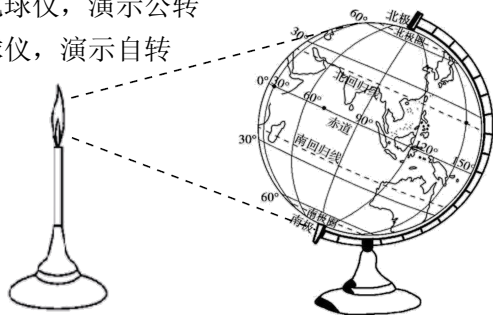 球仪，演示公转
球仪，演示自转
北极
60°
北极圈
30°
北回归线
0° 30°
60°
90°
赤道
120°
150°
南回归线
30°
60°
南极圈
南极